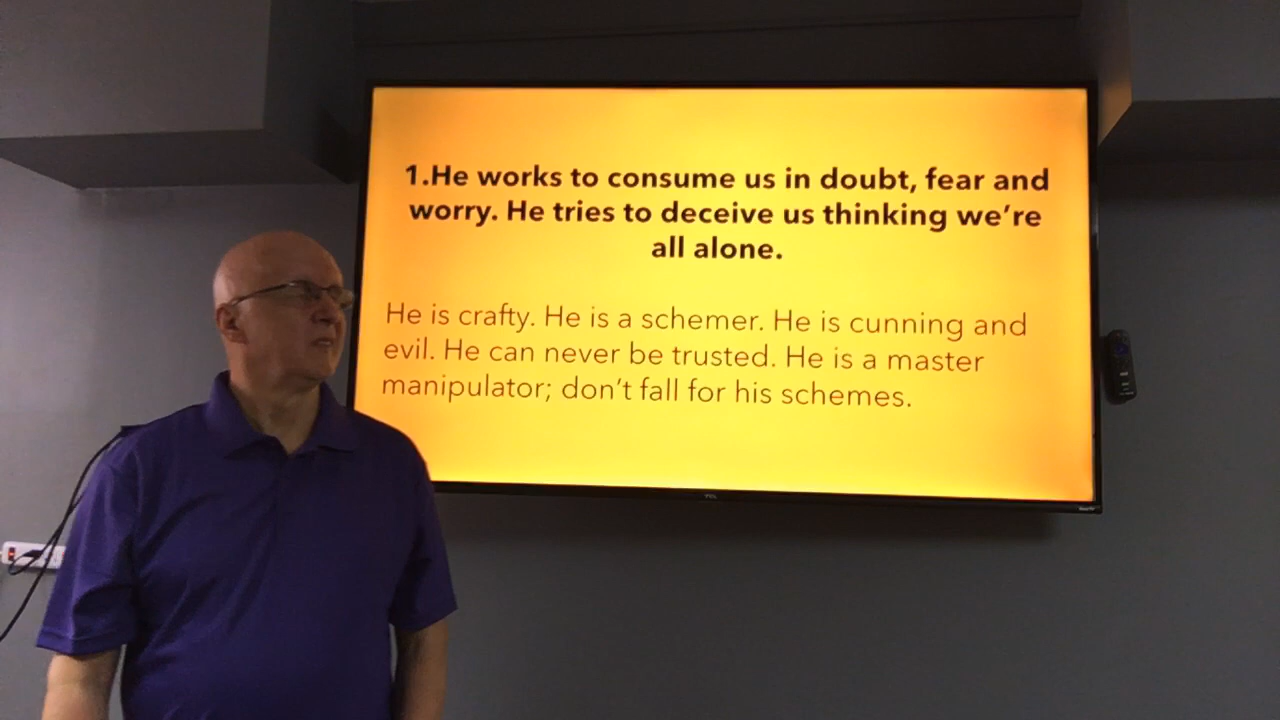 1.He works to consume us in doubt, fear and
worry. He tries to deceive us thinking we’re
all alone.
He is crafty. He is a schemer. He is cunning and
evil. He can never be trusted. He is a master
manipulator; don’t fall for his schemes.
TCL